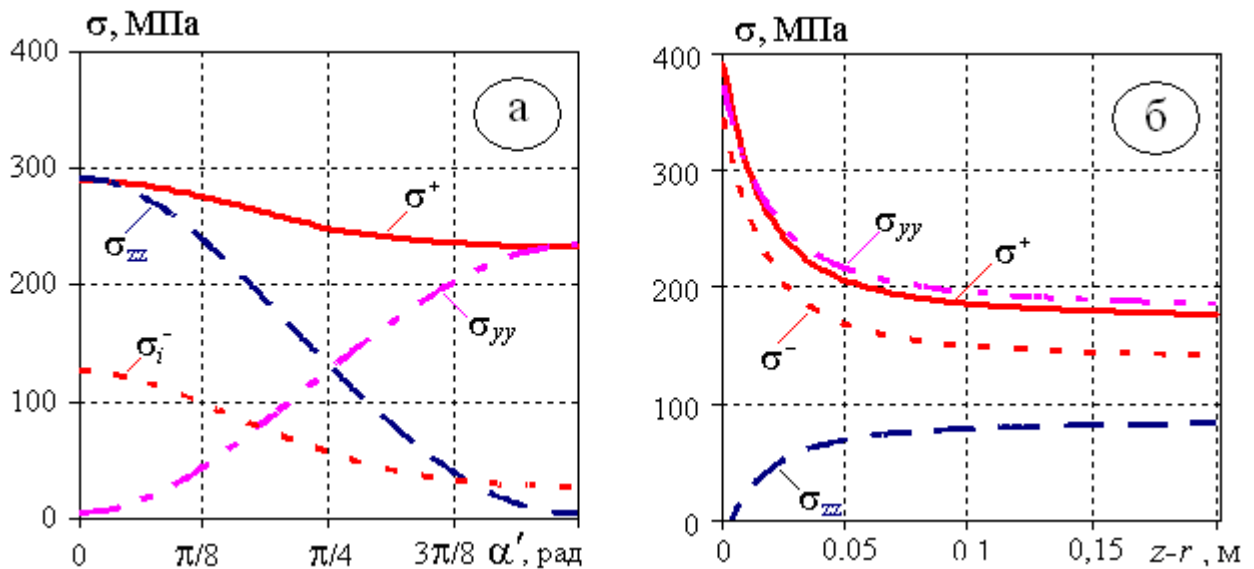 σ, МПа
400
300
200
100
0
а
σ⁺
σzz
σyy
σi⁻
0
π/8
π/4
3π/8
α′, рад
σ, МПа
400
300
200
100
0
б
σyy
σ⁺
σ⁻
σzz
0
0.05
0.1
0,15
z-r , м